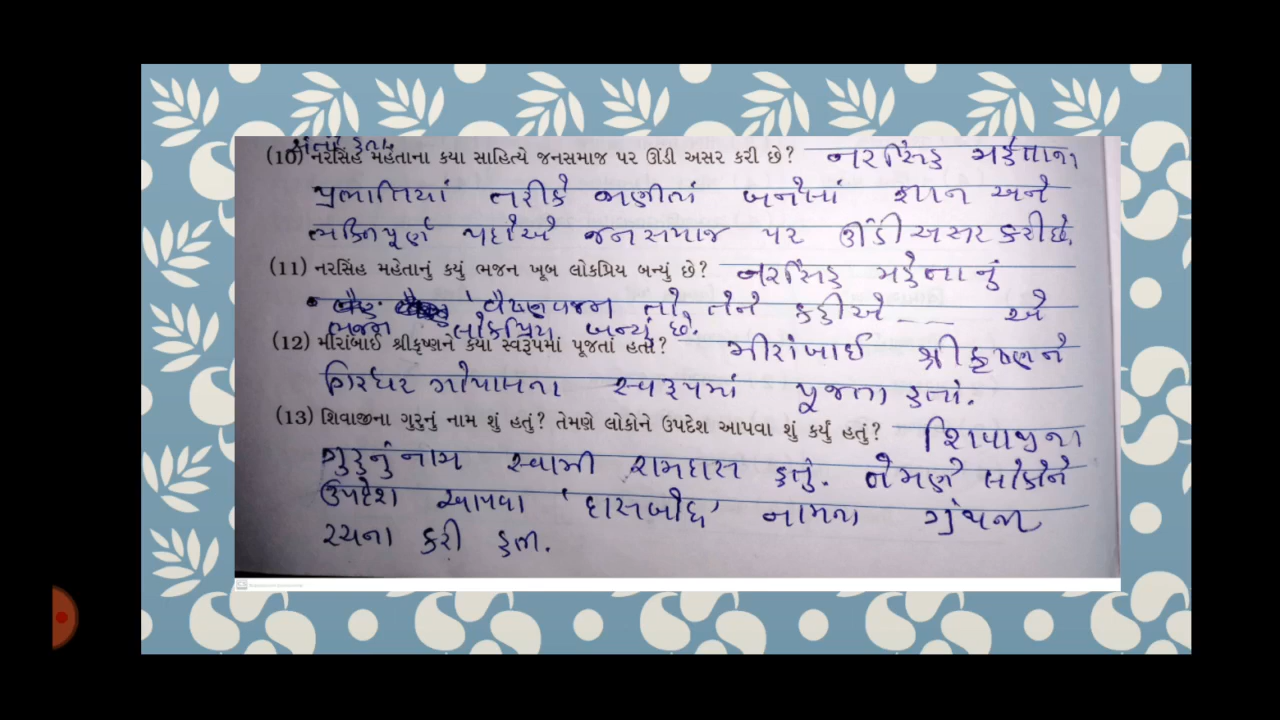 સંતો હતા.
(10) નરસિંહ મહેતાના કયા સાહિત્યે જનસમાજ પર ઊંડી અસર કરી છે? નરસિંહ મહેતાના
પ્રભાતિયાં તરીકે જાણીતાં બનેલાં જ્ઞાન અને
ભક્તિપૂર્ણ પદોએ જનસમાજ પર ઊંડી અસર કરી છે.
(11) નરસિંહ મહેતાનું કયું ભજન ખૂબ લોકપ્રિય બન્યું છે? નરસિંહ મહેતાનું
'વૈષ્ણવજન તો તેને કહીએ ___ એ
ભજન લોકપ્રિય બન્યું છે.
(12) મીરાંબાઈ શ્રીકૃષ્ણને કયા સ્વરૂપમાં પૂજતાં હતાં? મીરાંબાઈ શ્રીકૃષ્ણને
ગિરધર ગોપાલના સ્વરૂપમાં પૂજતા હતાં.
(13) શિવાજીના ગુરુનું નામ શું હતું? તેમણે લોકોને ઉપદેશ આપવા શું કર્યું હતું? શિવાજીના
ગુરુનું નામ સ્વામી રામદાસ હતું. તેમણે લોકોને
ઉપદેશ આપવા 'દાસબોધ' નામના ગ્રંથની
રચના કરી હતી.